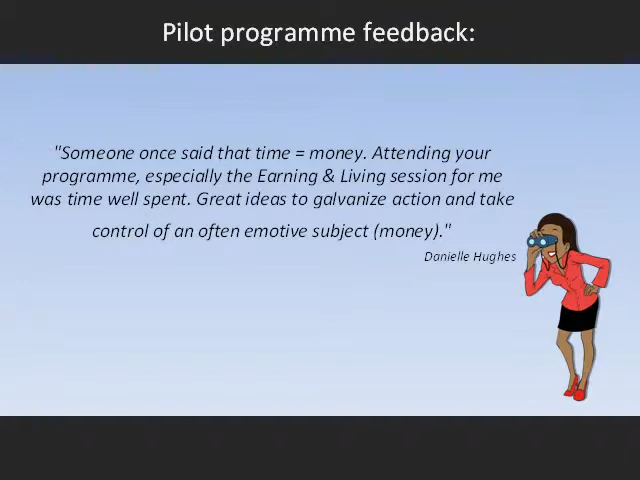 Pilot programme feedback:
"Someone once said that time = money. Attending your
programme, especially the Earning & Living session for me
was time well spent. Great ideas to galvanize action and take
control of an often emotive subject (money)."
Danielle Hughes